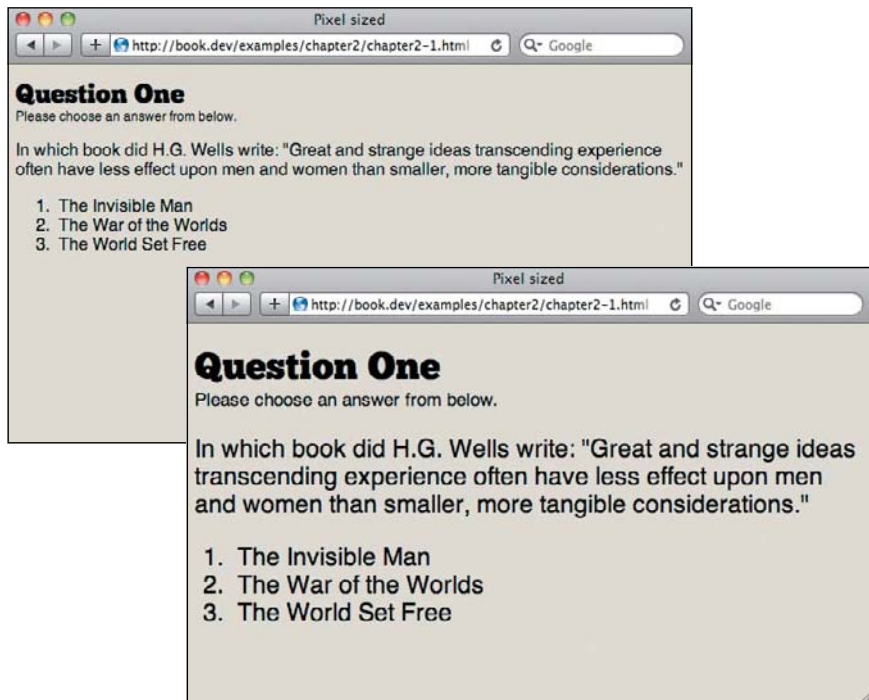 Pixel sized
http://book.dev/examples/chapter2/chapter2-1.html
Google
Question One
Please choose an answer from below.
In which book did H.G. Wells write: "Great and strange ideas transcending experience
often have less effect upon men and women than smaller, more tangible considerations."
1. The Invisible Man
2. The War of the Worlds
3. The World Set Free
Pixel sized
http://book.dev/examples/chapter2/chapter2-1.html
Google
Question One
Please choose an answer from below.
In which book did H.G. Wells write: "Great and strange ideas
transcending experience often have less effect upon men
and women than smaller, more tangible considerations."
1. The Invisible Man
2. The War of the Worlds
3. The World Set Free